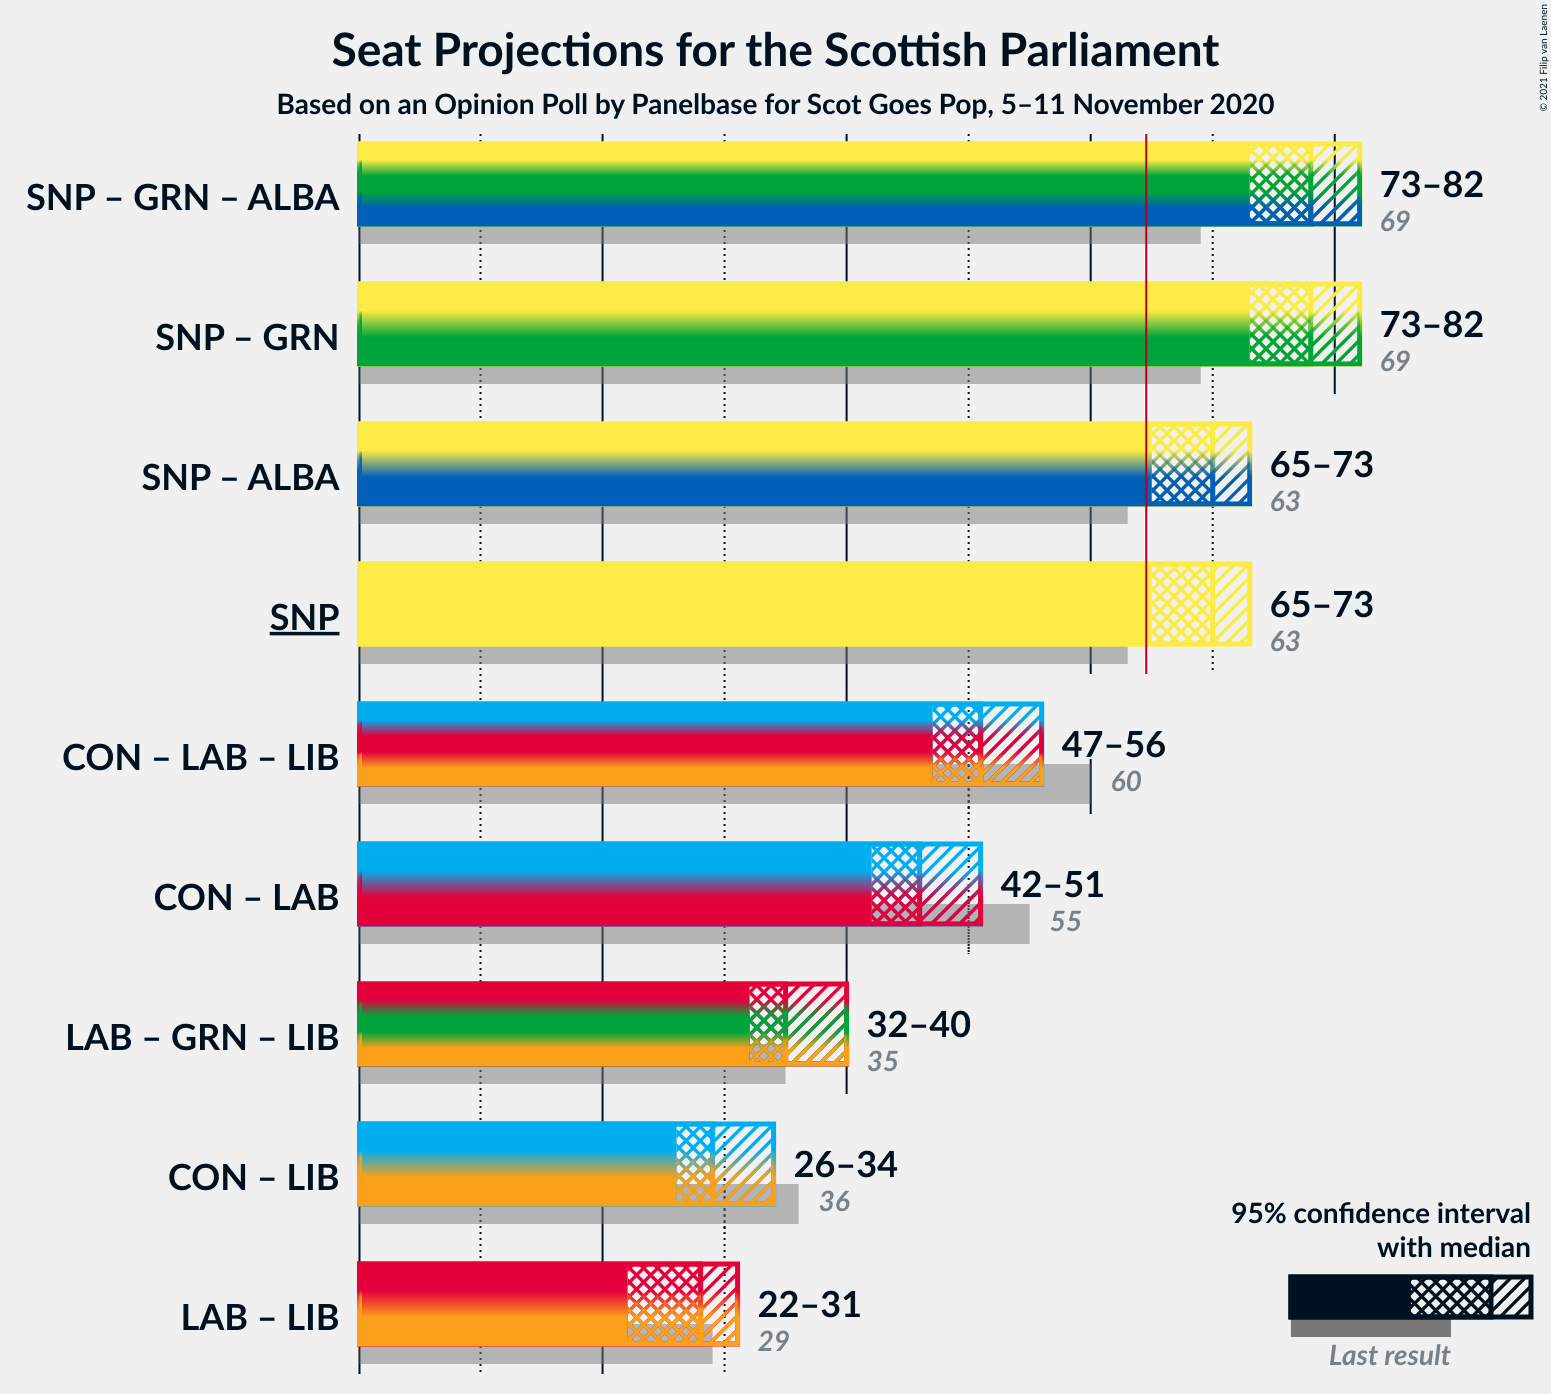 Seat Projections for the Scottish Parliament
Based on an Opinion Poll by Panelbase for Scot Goes Pop, 5–11 November 2020
© 2021 Filip van Laenen
SNP – GRN – ALBA
73–82
69
SNP – GRN
73–82
69
SNP – ALBA
65–73
63
SNP
65–73
63
CON – LAB – LIB
47–56
60
CON – LAB
42–51
55
LAB – GRN – LIB
32–40
35
CON – LIB
26–34
36
LAB – LIB
22–31
29
95% confidence interval
with median
Last result